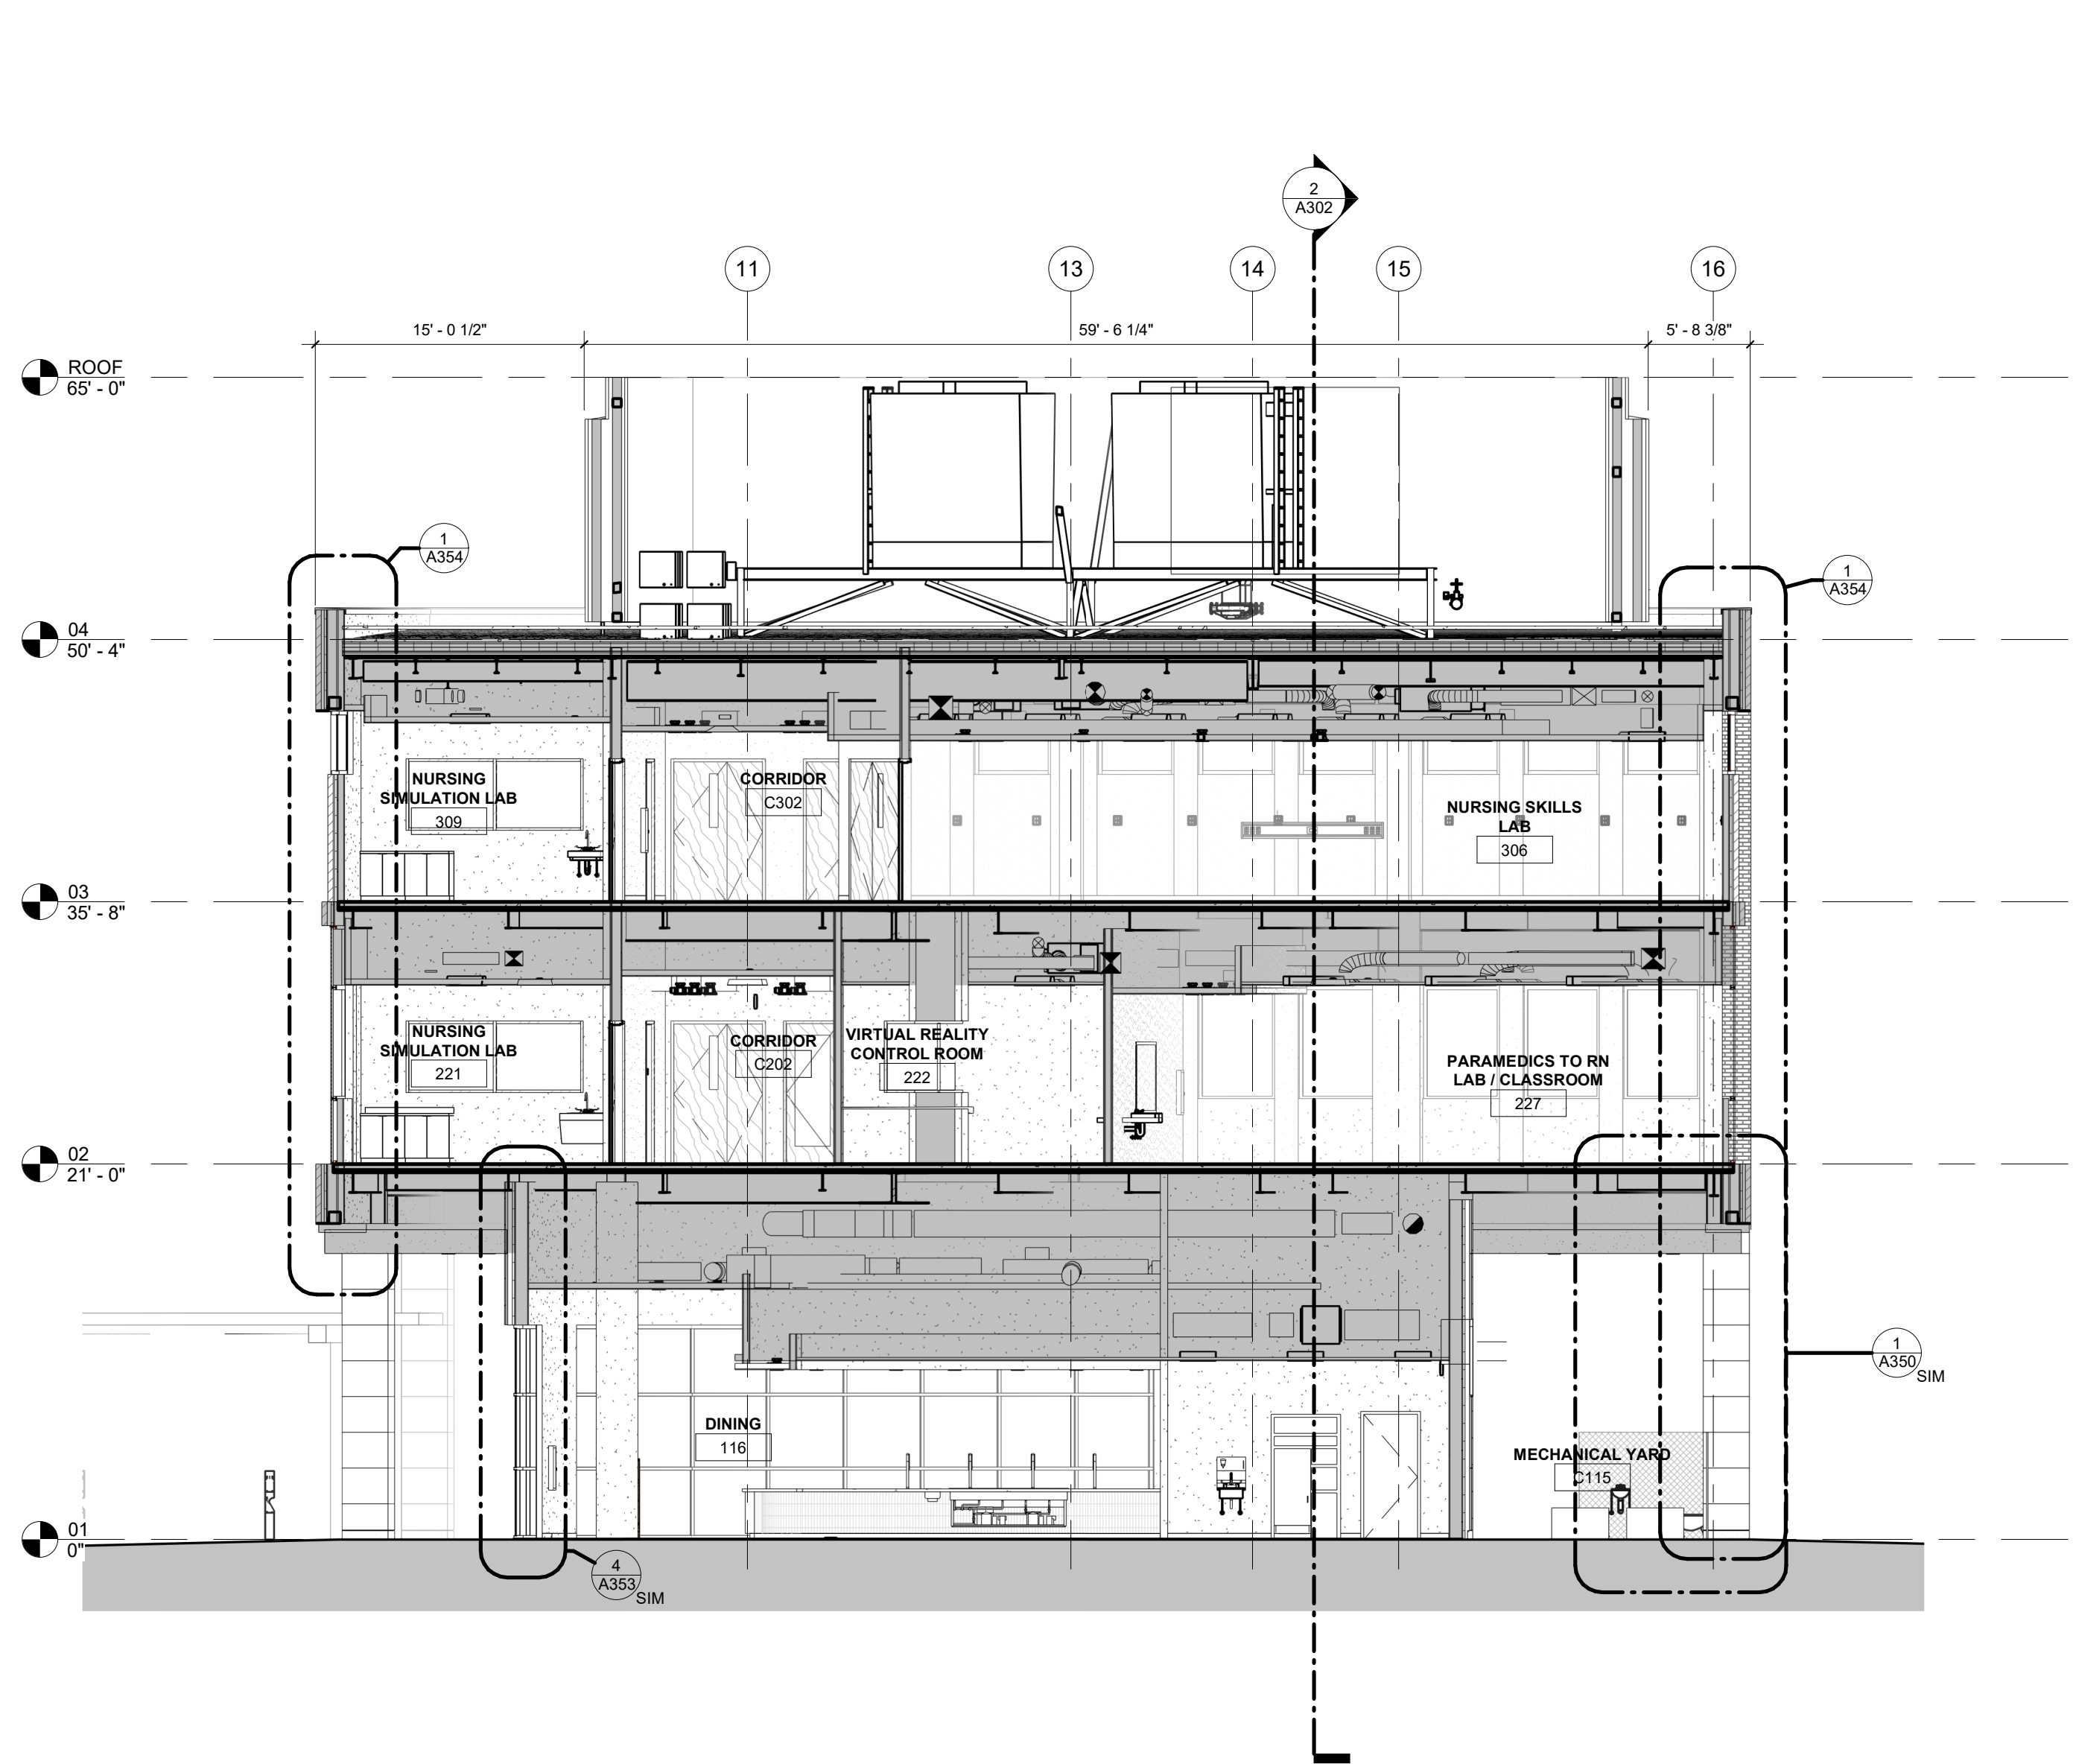 2
A302
11
13
14
15
16
15' - 0 1/2"
59' - 6 1/4"
5' - 8 3/8"
ROOF
65' - 0"
1
A354
1
A354
04
50' - 4"
NURSING
SIMULATION LAB
309
CORRIDOR
C302
NURSING SKILLS
LAB
306
03
35' - 8"
NURSING
SIMULATION LAB
221
CORRIDOR
C202
VIRTUAL REALITY
CONTROL ROOM
222
PARAMEDICS TO RN
LAB / CLASSROOM
227
02
21' - 0"
1
A350
SIM
DINING
116
MECHANICAL YARD
C115
01
0"
4
A353
SIM